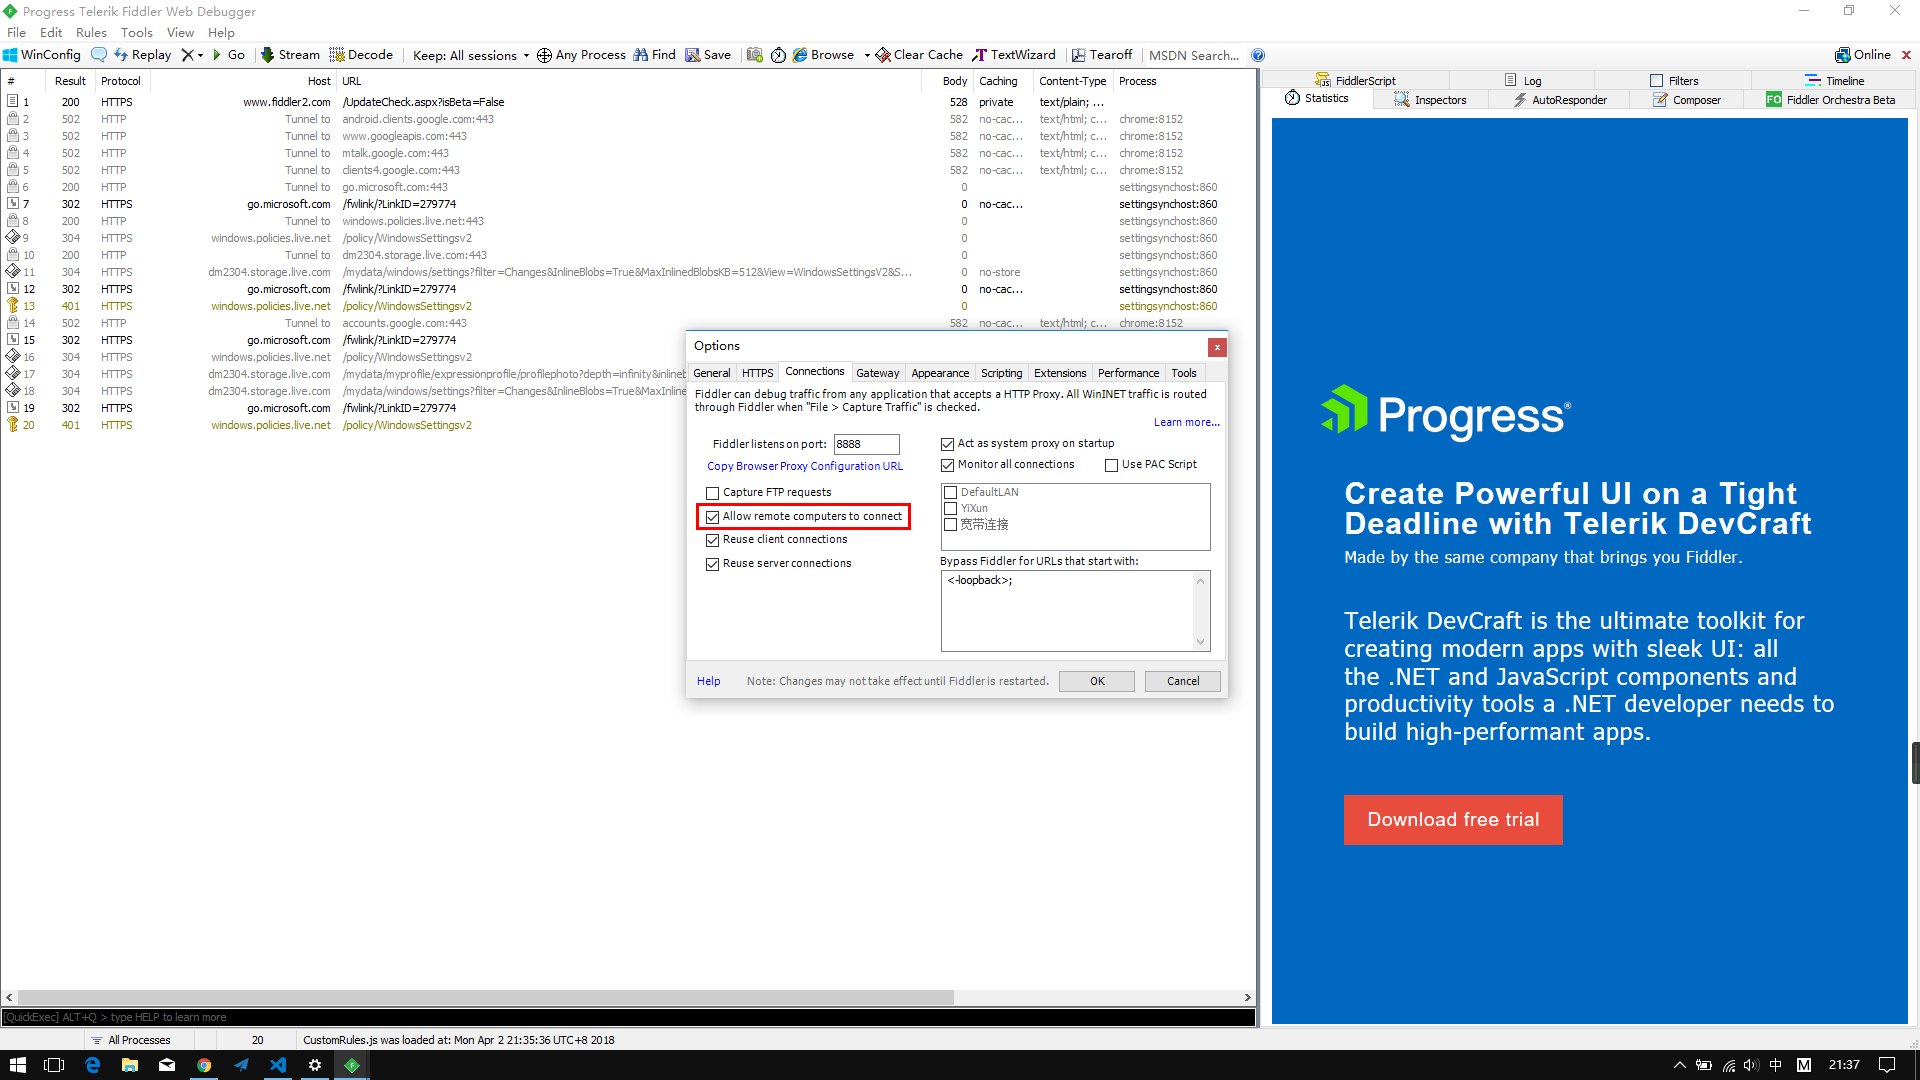 Progress Telerik Fiddler Web Debugger
File Edit Rules Tools View Help
WinConfig Replay Go Stream Decode Keep: All sessions Any Process Find Save Browse Clear Cache TextWizard Tearoff MSDN Search... Online
# Result Protocol Host URL Body Caching Content-Type Process
1 200 HTTPS www.fiddler2.com /UpdateCheck.aspx?isBeta=False 528 private text/plain; ...
2 502 HTTP Tunnel to android.clients.google.com:443 582 no-cac... text/html; c... chrome:8152
3 502 HTTP Tunnel to www.googleapis.com:443 582 no-cac... text/html; c... chrome:8152
4 502 HTTP Tunnel to mtalk.google.com:443 582 no-cac... text/html; c... chrome:8152
5 502 HTTP Tunnel to clients4.google.com:443 582 no-cac... text/html; c... chrome:8152
6 200 HTTP Tunnel to go.microsoft.com:443 0 settingsynchost:860
7 302 HTTPS go.microsoft.com /fwlink/?LinkID=279774 0 no-cac... settingsynchost:860
8 200 HTTP Tunnel to windows.policies.live.net:443 0 settingsynchost:860
9 304 HTTPS windows.policies.live.net /policy/WindowsSettingsv2 0 settingsynchost:860
10 200 HTTP Tunnel to dm2304.storage.live.com:443 0 settingsynchost:860
11 304 HTTPS dm2304.storage.live.com /mydata/windows/settings?filter=Changes&InlineBlobs=True&MaxInlinedBlobsKB=512&View=WindowsSettingsV2&S... 0 no-store settingsynchost:860
12 302 HTTPS go.microsoft.com /fwlink/?LinkID=279774 0 no-cac... settingsynchost:860
13 401 HTTPS windows.policies.live.net /policy/WindowsSettingsv2 0 settingsynchost:860
14 502 HTTP Tunnel to accounts.google.com:443 582 no-cac... text/html; c... chrome:8152
15 302 HTTPS go.microsoft.com /fwlink/?LinkID=279774
16 304 HTTPS windows.policies.live.net /policy/WindowsSettingsv2
17 304 HTTPS dm2304.storage.live.com /mydata/myprofile/expressionprofile/profilephoto?depth=infinity&inlineb
18 304 HTTPS dm2304.storage.live.com /mydata/windows/settings?filter=Changes&InlineBlobs=True&MaxInlineb
19 302 HTTPS go.microsoft.com /fwlink/?LinkID=279774
20 401 HTTPS windows.policies.live.net /policy/WindowsSettingsv2
Options
General HTTPS Connections Gateway Appearance Scripting Extensions Performance Tools
Fiddler can debug traffic from any application that accepts a HTTP Proxy. All WinINET traffic is routed
through Fiddler when "File > Capture Traffic" is checked.
Learn more...
Fiddler listens on port: 8888
Copy Browser Proxy Configuration URL
Capture FTP requests
Allow remote computers to connect
Reuse client connections
Reuse server connections
Act as system proxy on startup
Monitor all connections Use PAC Script
DefaultLAN
YiXun
宽带连接
Bypass Fiddler for URLs that start with:
<-loopback>;
Help Note: Changes may not take effect until Fiddler is restarted. OK Cancel
FiddlerScript Log Filters Timeline
Statistics Inspectors AutoResponder Composer FO Fiddler Orchestra Beta
Progress®
Create Powerful UI on a Tight
Deadline with Telerik DevCraft
Made by the same company that brings you Fiddler.
Telerik DevCraft is the ultimate toolkit for
creating modern apps with sleek UI: all
the .NET and JavaScript components and
productivity tools a .NET developer needs to
build high-performant apps.
Download free trial
[QuickExec] ALT+Q > type HELP to learn more
All Processes 20 CustomRules.js was loaded at: Mon Apr 2 21:35:36 UTC+8 2018
中 M 21:37